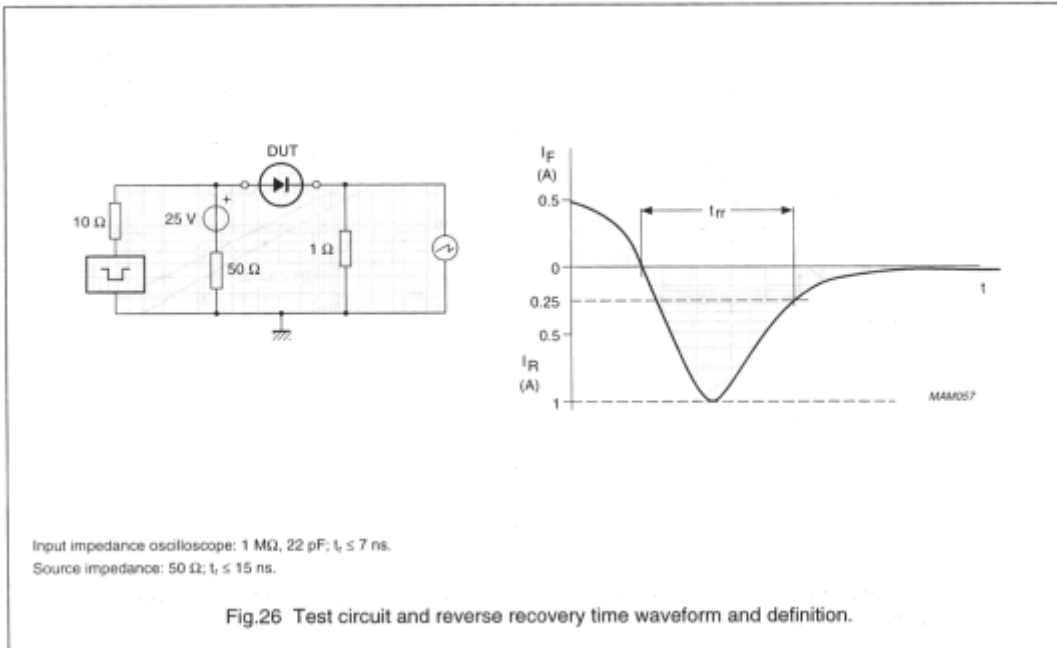 DUT
+
10 Ω
25 V
50 Ω
1 Ω
I_F
(A)
0.5
t_rr
0
t
0.25
0.5
I_R
(A)
1
MAM057
Input impedance oscilloscope: 1 MΩ, 22 pF; t_r ≤ 7 ns.
Source impedance: 50 Ω; t_r ≤ 15 ns.
Fig.26 Test circuit and reverse recovery time waveform and definition.